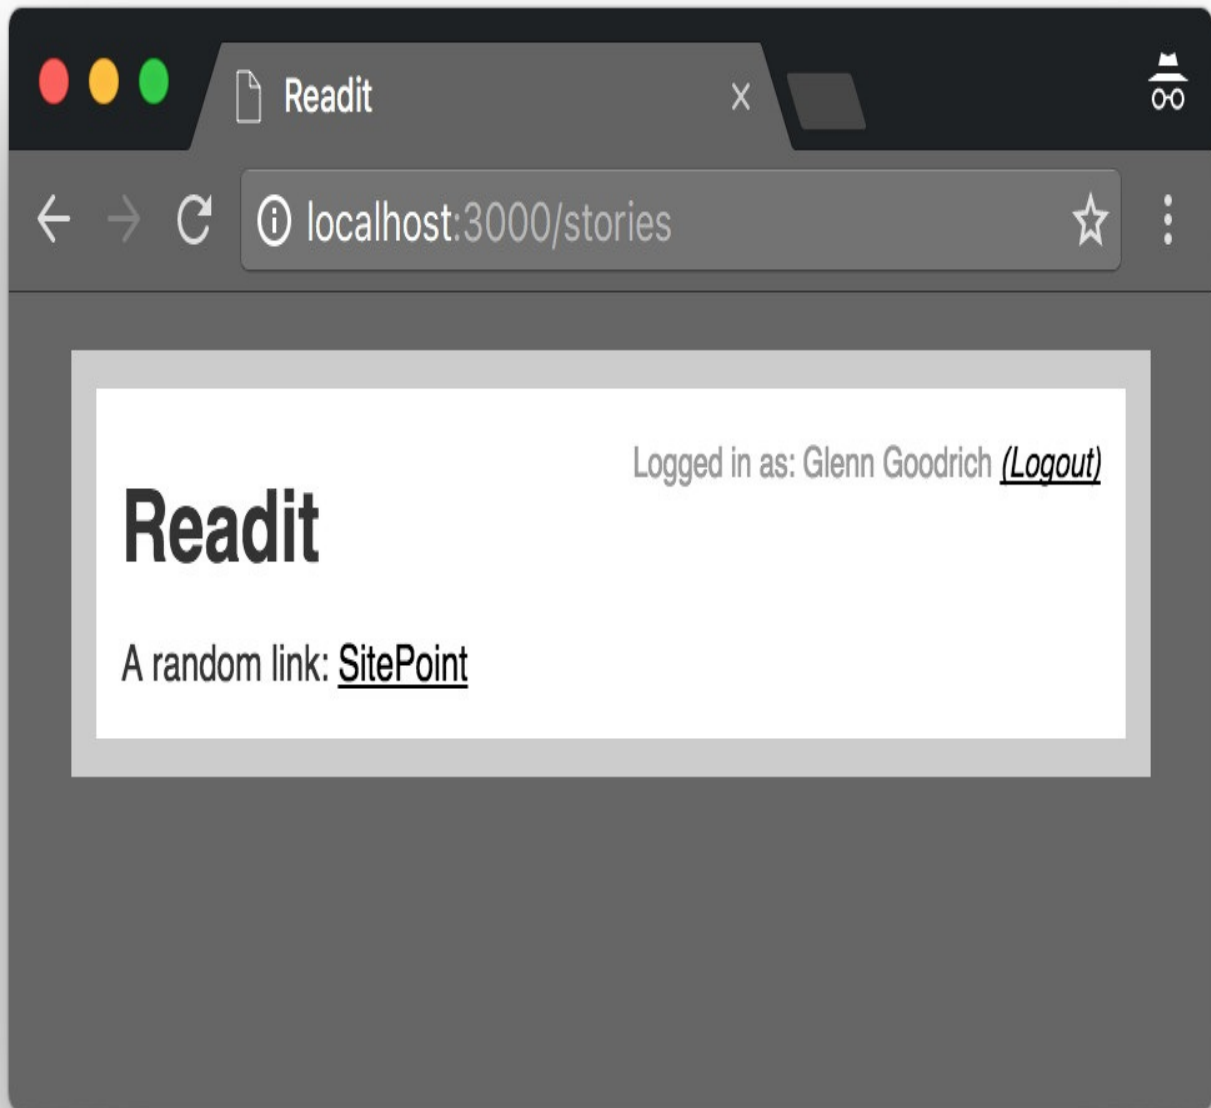 Readit
localhost:3000/stories
Logged in as: Glenn Goodrich (Logout)
Readit
A random link: SitePoint